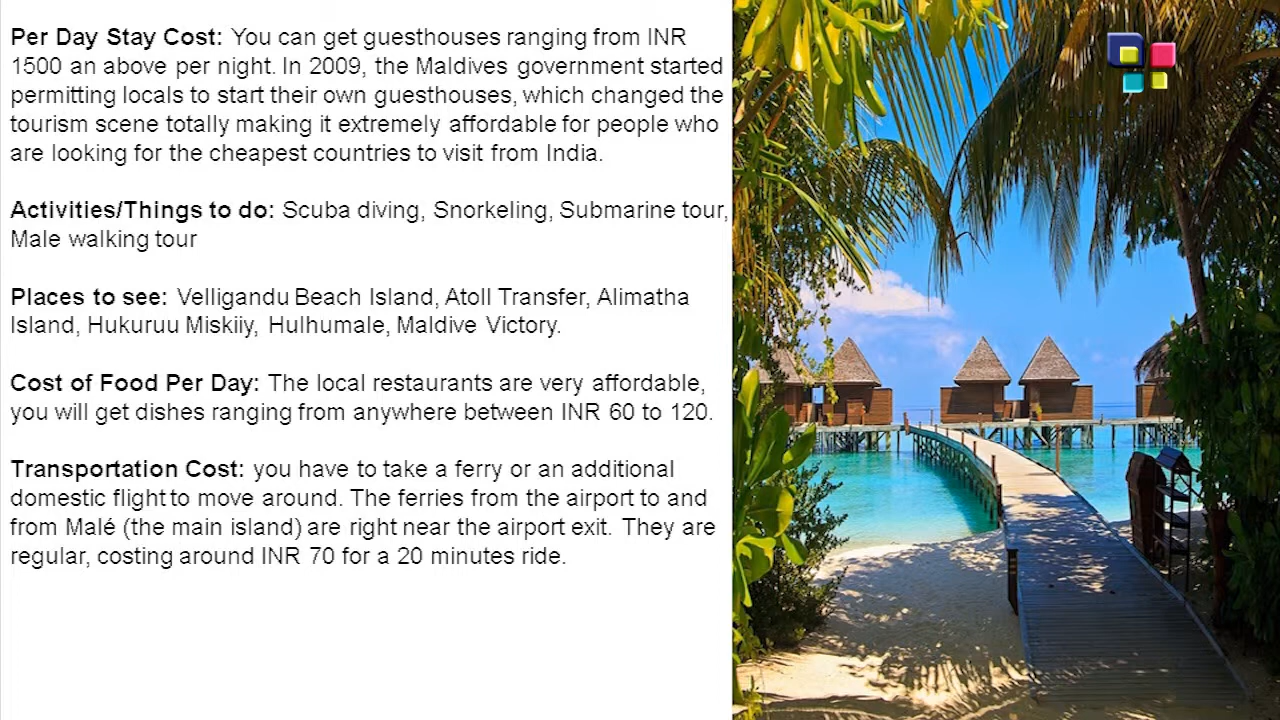 Per Day Stay Cost: You can get guesthouses ranging from INR
1500 an above per night. In 2009, the Maldives government started
permitting locals to start their own guesthouses, which changed the
tourism scene totally making it extremely affordable for people who
are looking for the cheapest countries to visit from India.
Activities/Things to do: Scuba diving, Snorkeling, Submarine tour,
Male walking tour
Places to see: Velligandu Beach Island, Atoll Transfer, Alimatha
Island, Hukuruu Miskiiy, Hulhumale, Maldive Victory.
Cost of Food Per Day: The local restaurants are very affordable,
you will get dishes ranging from anywhere between INR 60 to 120.
Transportation Cost: you have to take a ferry or an additional
domestic flight to move around. The ferries from the airport to and
from Malé (the main island) are right near the airport exit. They are
regular, costing around INR 70 for a 20 minutes ride.